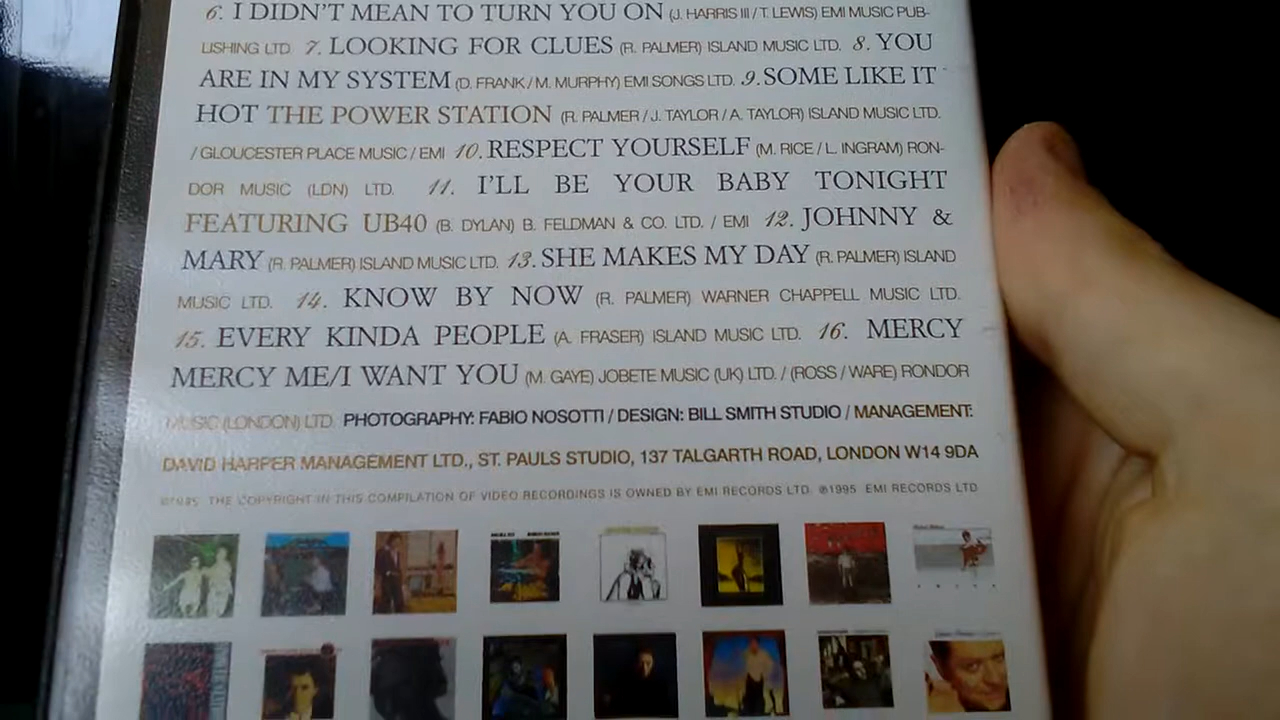 6. I DIDN'T MEAN TO TURN YOU ON (J. HARRIS III / T. LEWIS) EMI MUSIC PUB-
LISHING LTD. 7. LOOKING FOR CLUES (R. PALMER) ISLAND MUSIC LTD. 8. YOU
ARE IN MY SYSTEM (D. FRANK / M. MURPHY) EMI SONGS LTD. 9. SOME LIKE IT
HOT THE POWER STATION (R. PALMER / J. TAYLOR / A. TAYLOR) ISLAND MUSIC LTD.
/ GLOUCESTER PLACE MUSIC / EMI 10. RESPECT YOURSELF (M. RICE / L. INGRAM) RON-
DOR MUSIC (LDN) LTD. 11. I'LL BE YOUR BABY TONIGHT
FEATURING UB40 (B. DYLAN) B. FELDMAN & CO. LTD. / EMI 12. JOHNNY &
MARY (R. PALMER) ISLAND MUSIC LTD. 13. SHE MAKES MY DAY (R. PALMER) ISLAND
MUSIC LTD. 14. KNOW BY NOW (R. PALMER) WARNER CHAPPELL MUSIC LTD.
15. EVERY KINDA PEOPLE (A. FRASER) ISLAND MUSIC LTD. 16. MERCY
MERCY ME/I WANT YOU (M. GAYE) JOBETE MUSIC (UK) LTD. / (ROSS / WARE) RONDOR
MUSIC (LONDON) LTD. PHOTOGRAPHY: FABIO NOSOTTI / DESIGN: BILL SMITH STUDIO / MANAGEMENT:
DAVID HARPER MANAGEMENT LTD., ST. PAULS STUDIO, 137 TALGARTH ROAD, LONDON W14 9DA
©1995 THE COPYRIGHT IN THIS COMPILATION OF VIDEO RECORDINGS IS OWNED BY EMI RECORDS LTD. ℗1995 EMI RECORDS LTD